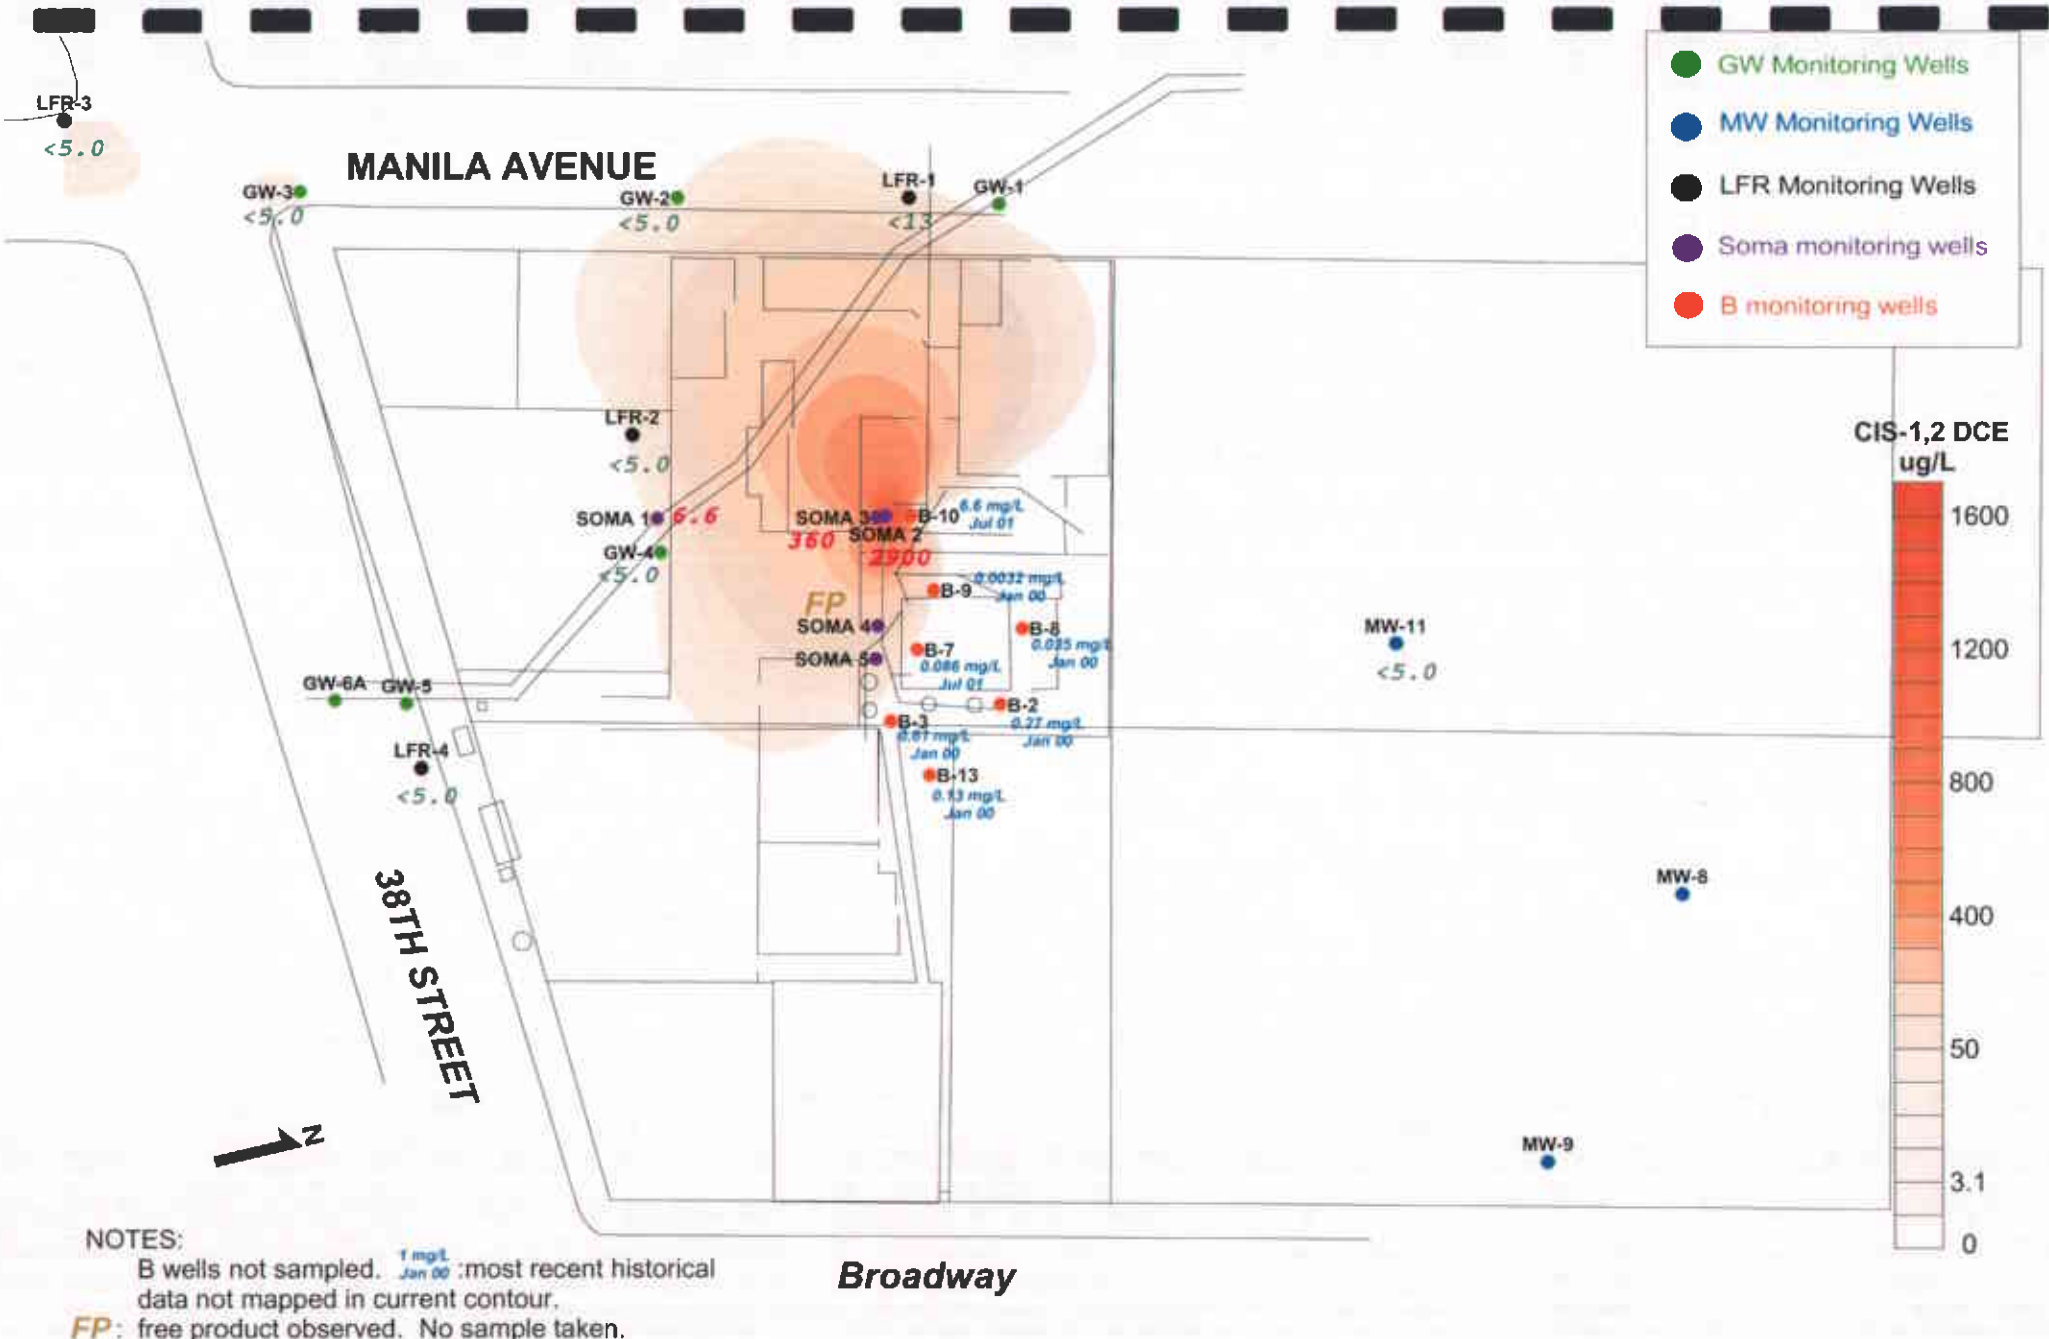 GW Monitoring Wells
MW Monitoring Wells
LFR Monitoring Wells
Soma monitoring wells
B monitoring wells
LFR-3
<5.0
MANILA AVENUE
GW-3
<5.0
GW-2
<5.0
LFR-1
<13
GW-1
LFR-2
<5.0
SOMA 1
6.6
GW-4
<5.0
SOMA 3
360
SOMA 2
2900
B-10
6.6 mg/L
Jul 01
B-9
0.0032 mg/L
Jan 00
FP
SOMA 4
SOMA 5
B-8
0.035 mg/L
Jan 00
B-7
0.086 mg/L
Jul 01
B-2
0.27 mg/L
Jan 00
B-3
0.61 mg/L
Jan 00
B-13
0.13 mg/L
Jan 00
GW-6A
GW-5
LFR-4
<5.0
MW-11
<5.0
MW-8
MW-9
CIS-1,2 DCE
ug/L
1600
1200
800
400
50
3.1
0
38TH STREET
N
Broadway
NOTES:
B wells not sampled. 1 mg/L Jan 00 :most recent historical
data not mapped in current contour.
FP: free product observed. No sample taken.